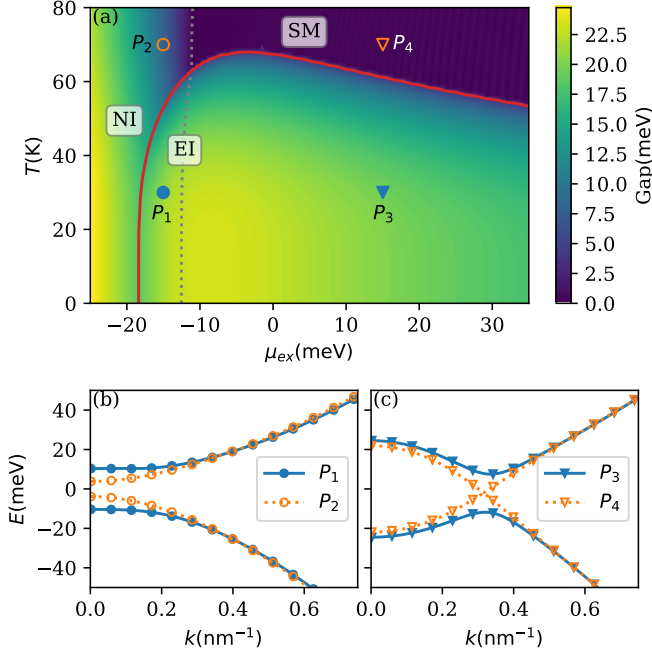 (a)
SM
NI
EI
P₁
P₂
P₃
P₄
80
60
40
20
0
T(K)
−20
−10
0
10
20
30
μₑₓ(meV)
22.5
20.0
17.5
15.0
12.5
10.0
7.5
5.0
2.5
0.0
Gap(meV)
(b)
40
20
0
−20
−40
E(meV)
P₁
P₂
0.0
0.2
0.4
0.6
k(nm⁻¹)
(c)
P₃
P₄
0.0
0.2
0.4
0.6
k(nm⁻¹)